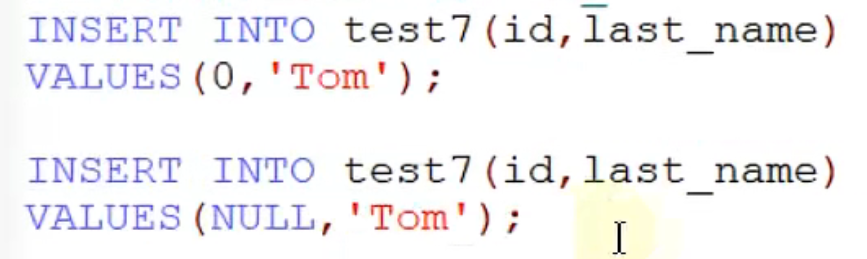 INSERT INTO test7(id,last_name)
VALUES(0,'Tom');
INSERT INTO test7(id,last_name)
VALUES(NULL,'Tom');